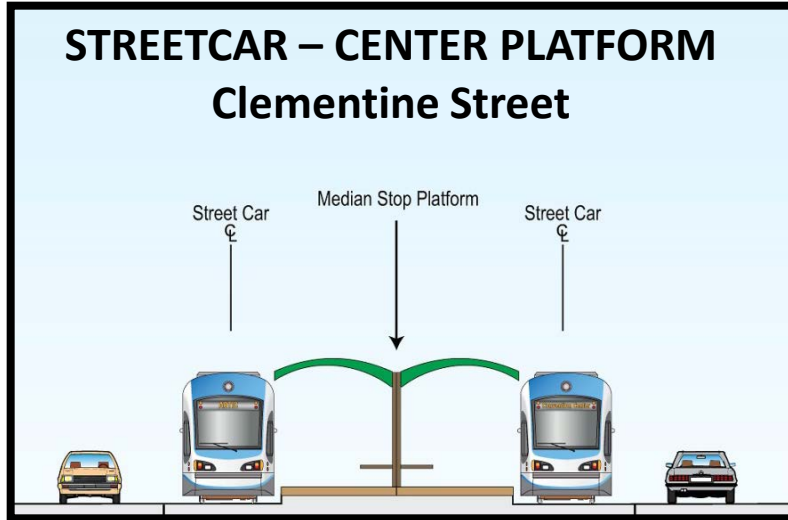 STREETCAR – CENTER PLATFORM
Clementine Street
Median Stop Platform
Street Car
℄
Street Car
℄